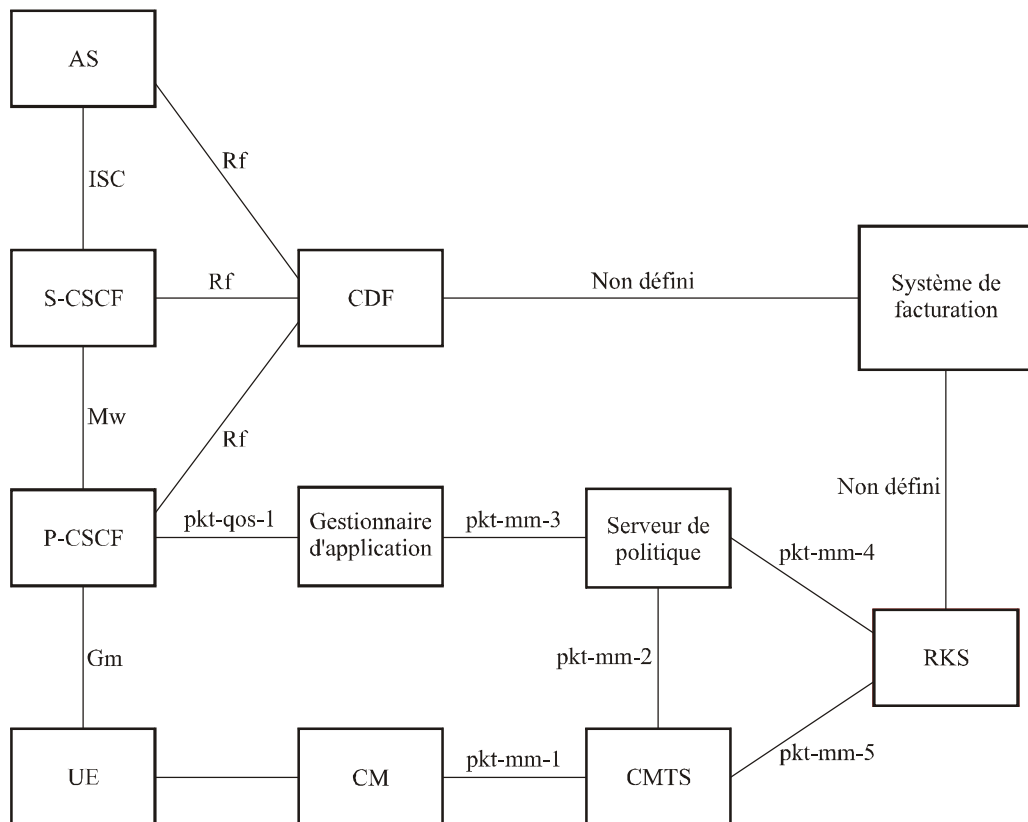 AS
Rf
ISC
S-CSCF
Rf
CDF
Non défini
Système de
facturation
Mw
Rf
Non défini
P-CSCF
pkt-qos-1
Gestionnaire
d'application
pkt-mm-3
Serveur de
politique
pkt-mm-4
Gm
pkt-mm-2
RKS
UE
CM
pkt-mm-1
CMTS
pkt-mm-5